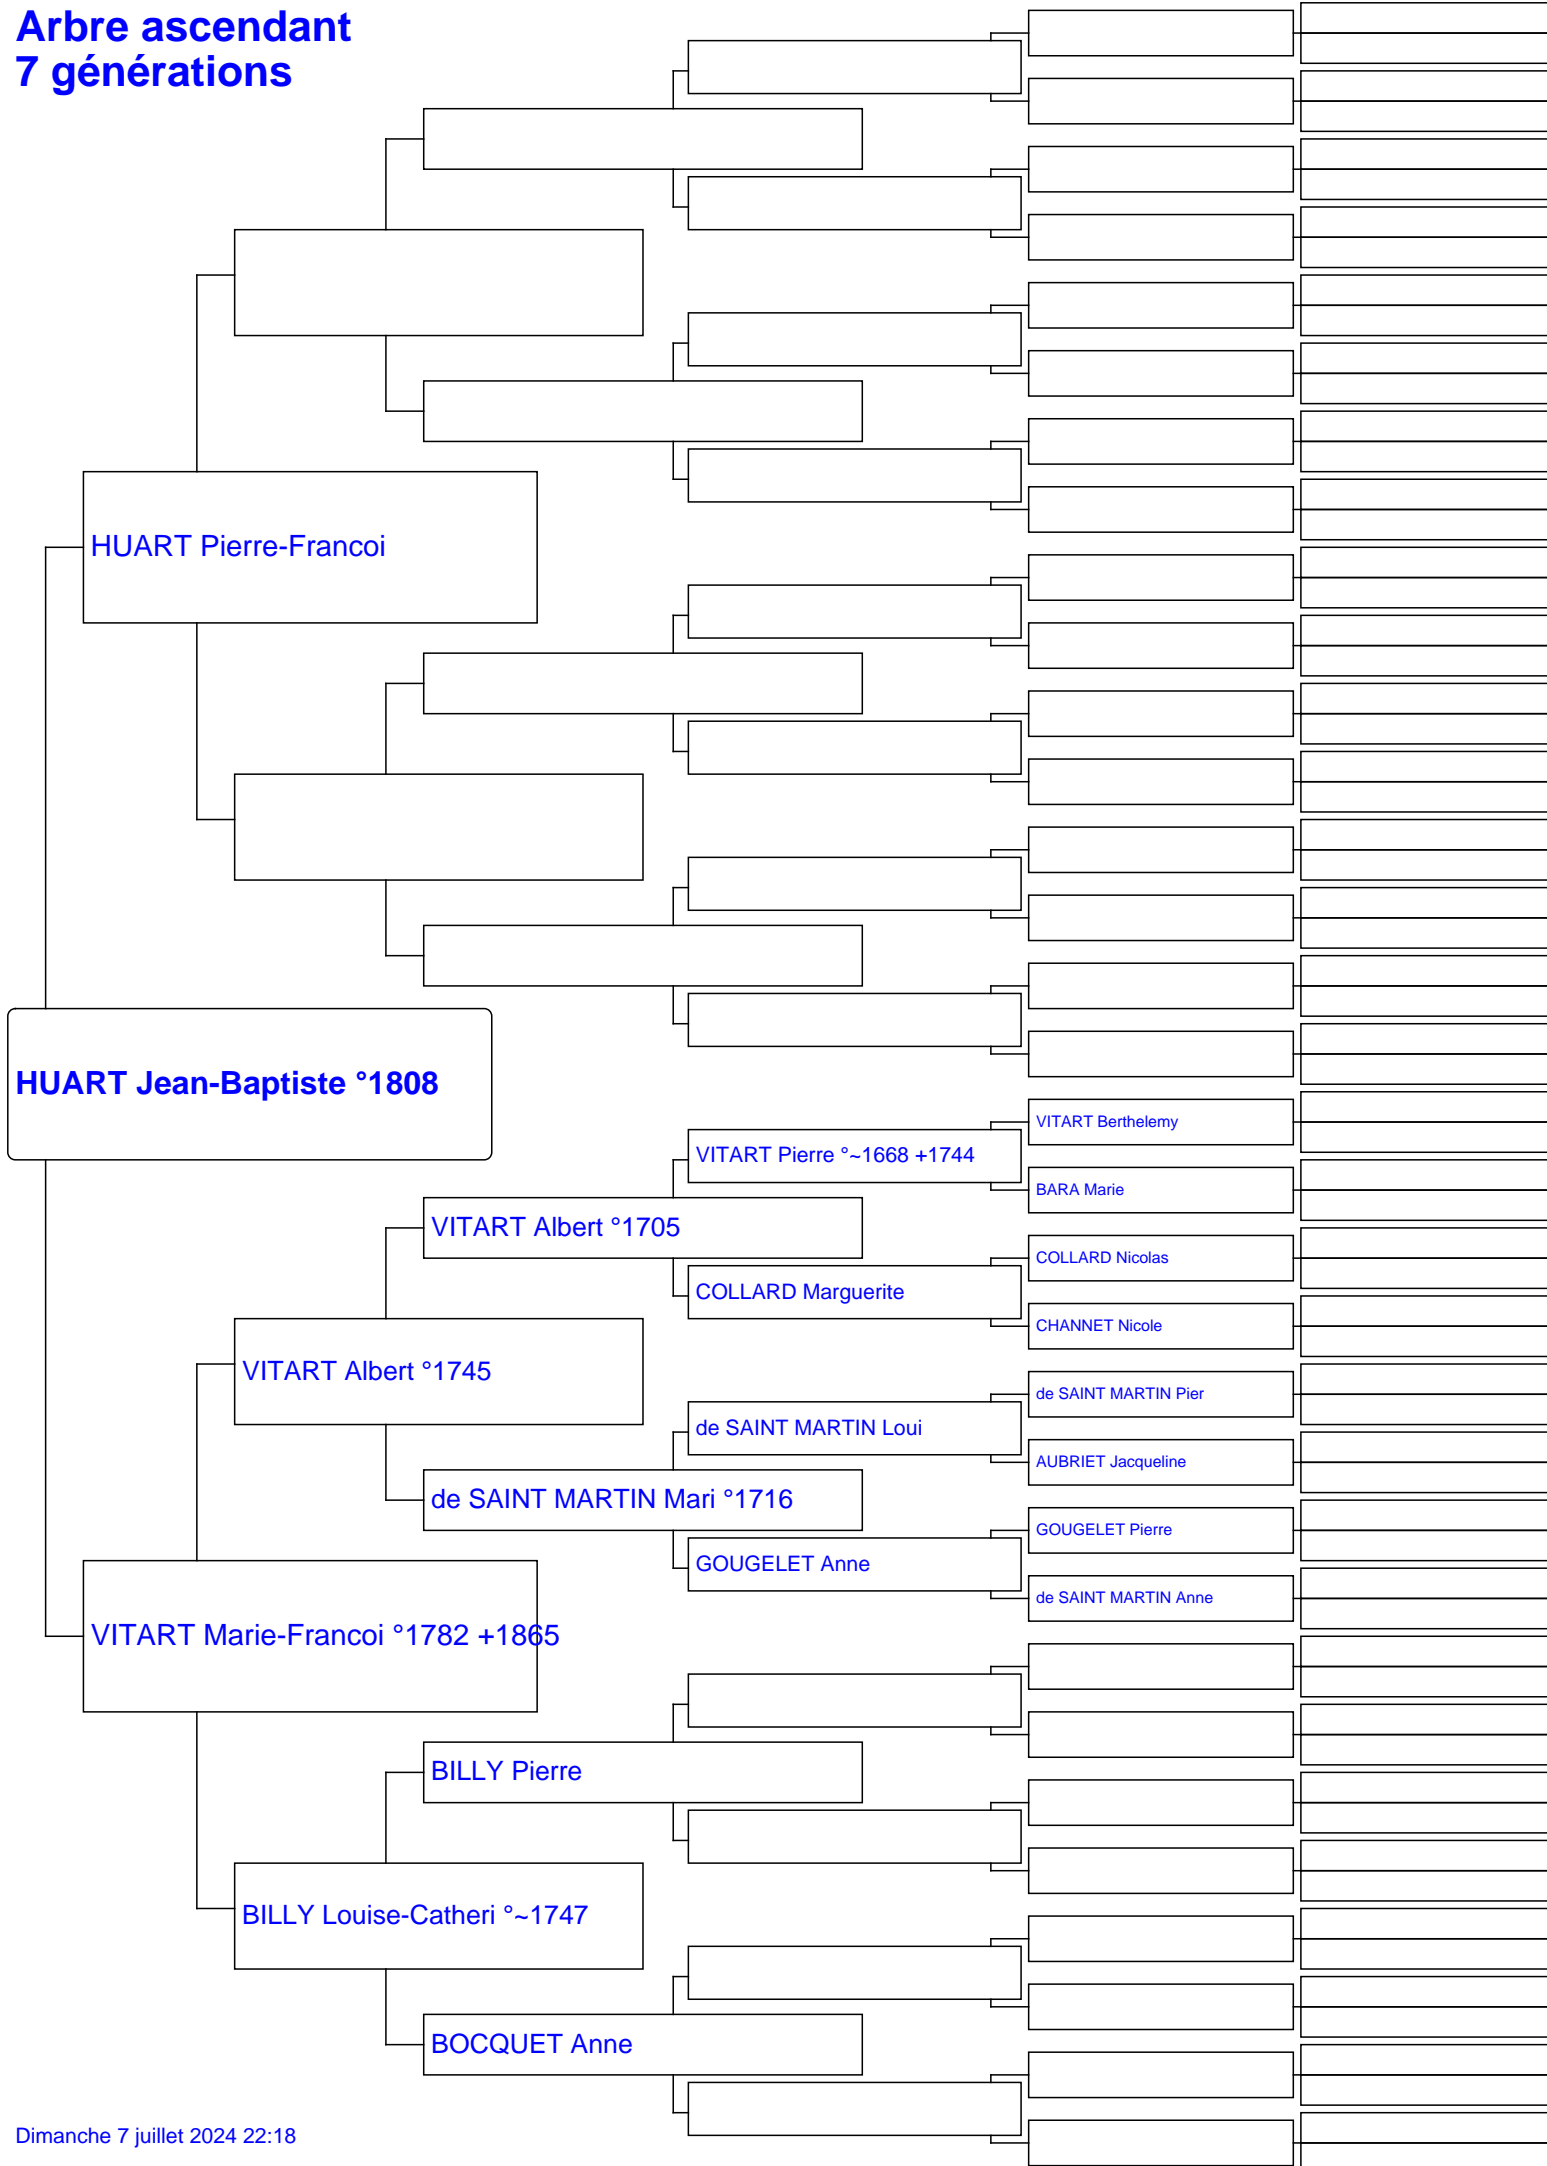 Arbre ascendant
7 générations
HUART Pierre-Francoi
HUART Jean-Baptiste °1808
VITART Berthelemy
VITART Pierre °~1668 +1744
BARA Marie
VITART Albert °1705
COLLARD Nicolas
COLLARD Marguerite
CHANNET Nicole
VITART Albert °1745
de SAINT MARTIN Pier
de SAINT MARTIN Loui
AUBRIET Jacqueline
de SAINT MARTIN Mari °1716
GOUGELET Pierre
GOUGELET Anne
de SAINT MARTIN Anne
VITART Marie-Francoi °1782 +1865
BILLY Pierre
BILLY Louise-Catheri °~1747
BOCQUET Anne
Dimanche 7 juillet 2024 22:18